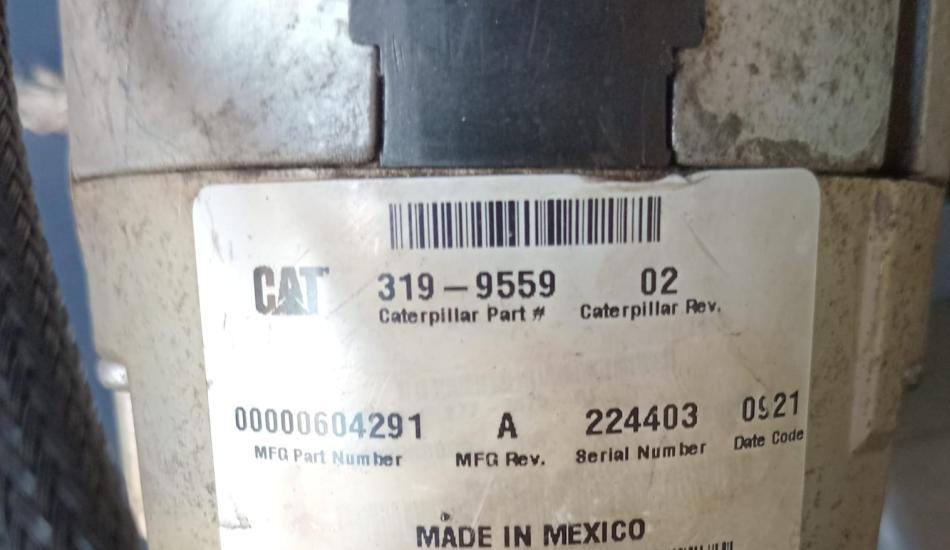 CAT 319-9559 02
Caterpillar Part # Caterpillar Rev.
00000604291 A 224403 0921
MFG Part Number MFG Rev. Serial Number Date Code
MADE IN MEXICO